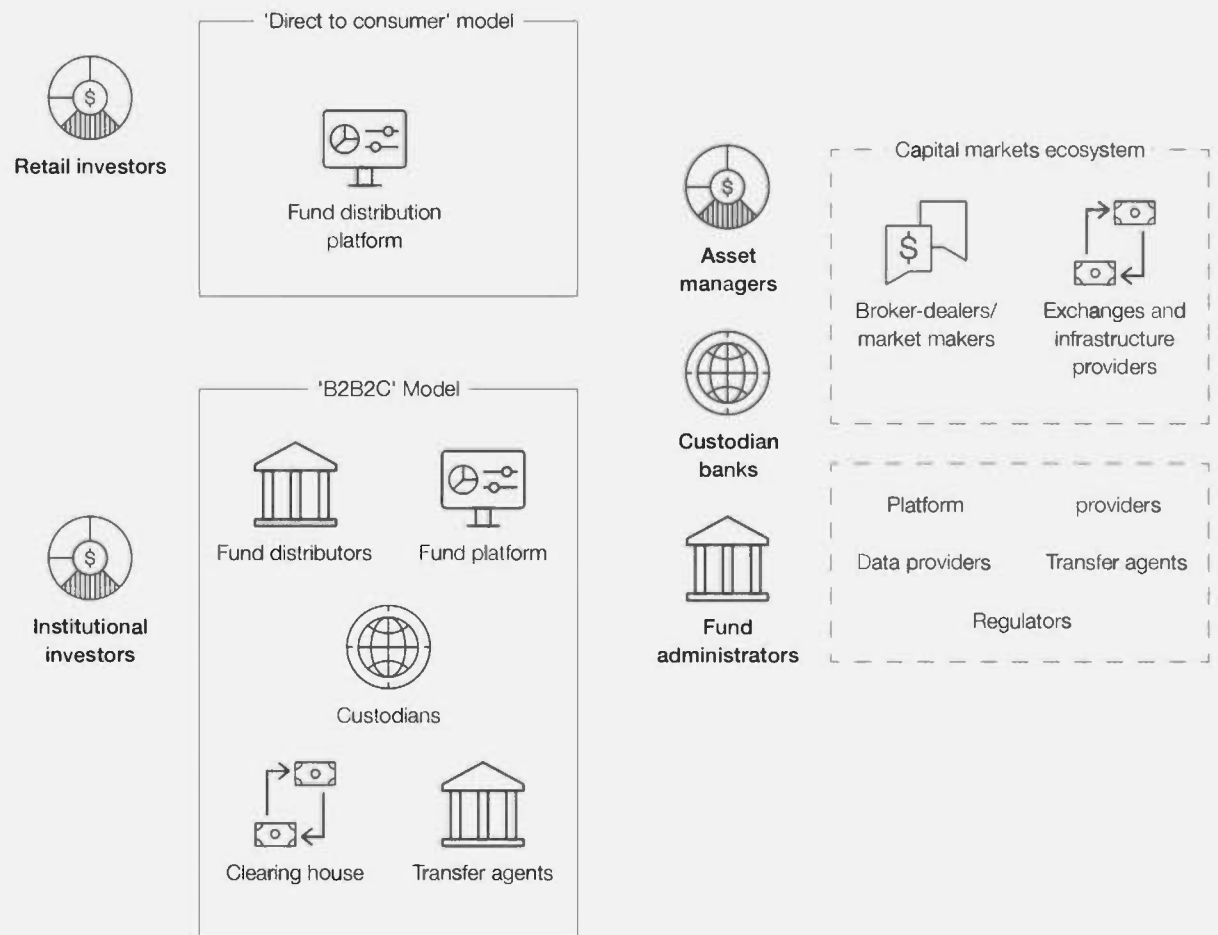 'Direct to consumer' model
$
Retail investors
Fund distribution
platform
'B2B2C' Model
Fund distributors
Fund platform
$
Institutional
investors
Custodians
Clearing house
Transfer agents
$
Asset
managers
Custodian
banks
Fund
administrators
Capital markets ecosystem
$
Broker-dealers/
market makers
Exchanges and
infrastructure
providers
Platform providers
Data providers
Transfer agents
Regulators